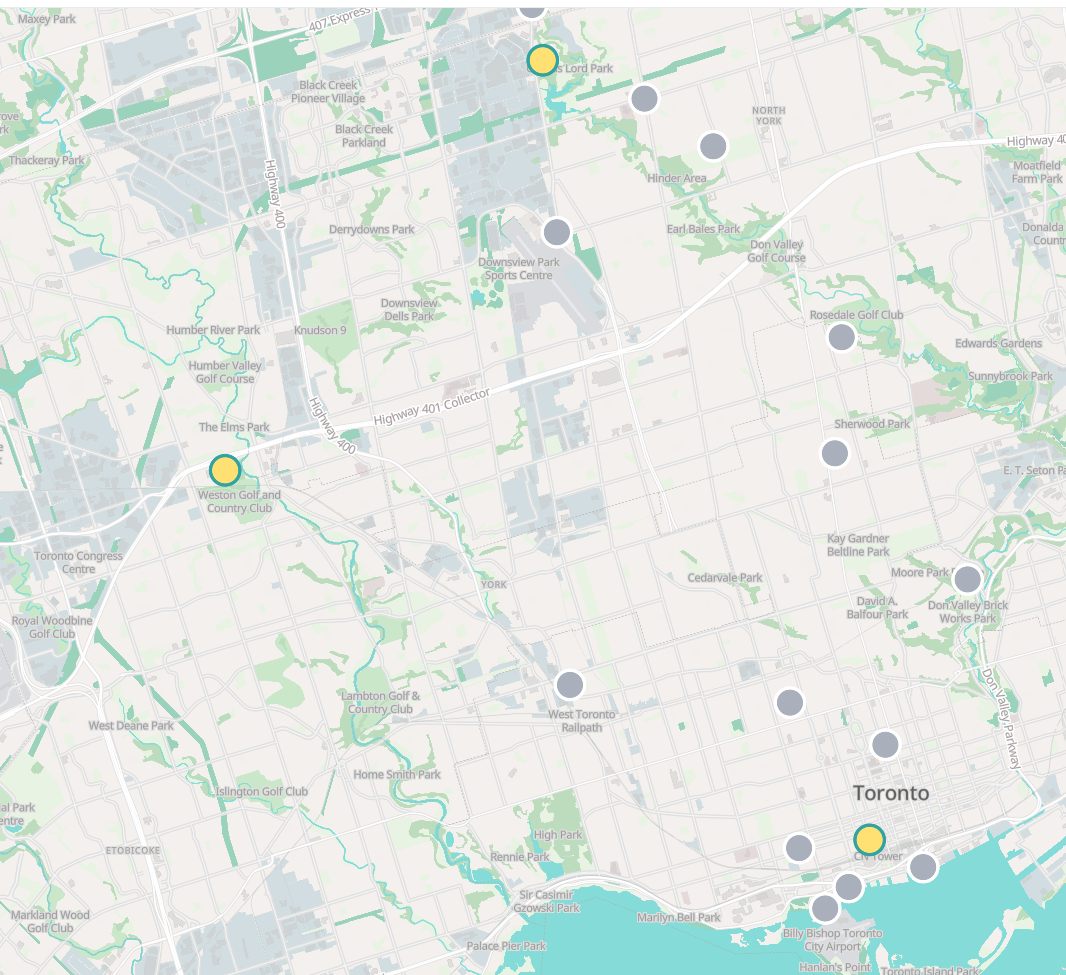 Maxey Park
407 Express
Lord Park
Black Creek
Pioneer Village
NORTH
YORK
Black Creek
Parkland
Highway 40
Thackeray Park
Moatfield
Farm Park
Highway 400
Hinder Area
Derrydowns Park
Earl Bales Park
Donalda
Don Valley
Golf Course
Downsview Park
Sports Centre
Downsview
Dells Park
Rosedale Golf Club
Humber River Park
Knudson 9
Edwards Gardens
Humber Valley
Golf Course
Sunnybrook Park
Highway 401 Collector
Highway 400
The Elms Park
Sherwood Park
E. T. Seton Pa
Weston Golf and
Country Club
Kay Gardner
Beltline Park
Toronto Congress
Centre
Moore Park
Cedarvale Park
YORK
David A.
Balfour Park
Don Valley Brick
Works Park
Royal Woodbine
Golf Club
Lambton Golf &
Country Club
Don Valley Parkway
West Toronto
Railpath
West Deane Park
Home Smith Park
Islington Golf Club
Toronto
al Park
entre
High Park
ETOBICOKE
Rennie Park
CN Tower
Sir Casimir
Gzowski Park
Markland Wood
Golf Club
Marilyn Bell Park
Billy Bishop Toronto
City Airport
Palace Pier Park
Hanlan's Point
Toronto Island Park